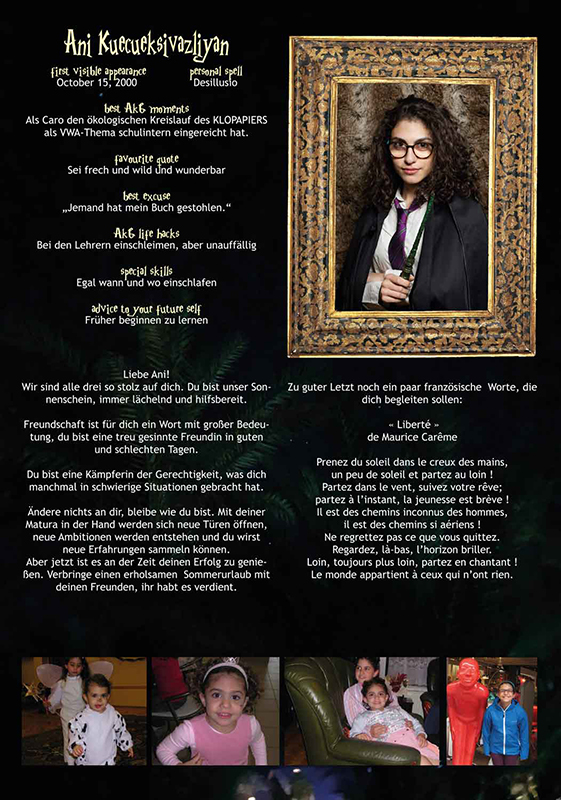 Ani Kuecueksivazliyan
first visible appearance
October 15, 2000
personal spell
Desillusio
best AkG moments
Als Caro den ökologischen Kreislauf des KLOPAPIERS
als VWA-Thema schulintern eingereicht hat.
favourite quote
Sei frech und wild und wunderbar
best excuse
„Jemand hat mein Buch gestohlen.“
AkG life hacks
Bei den Lehrern einschleimen, aber unauffällig
special skills
Egal wann und wo einschlafen
advice to your future self
Früher beginnen zu lernen
Liebe Ani!
Wir sind alle drei so stolz auf dich. Du bist unser Son-
nenschein, immer lächelnd und hilfsbereit.
Freundschaft ist für dich ein Wort mit großer Bedeu-
tung, du bist eine treu gesinnte Freundin in guten
und schlechten Tagen.
Du bist eine Kämpferin der Gerechtigkeit, was dich
manchmal in schwierige Situationen gebracht hat.
Ändere nichts an dir, bleibe wie du bist. Mit deiner
Matura in der Hand werden sich neue Türen öffnen,
neue Ambitionen werden entstehen und du wirst
neue Erfahrungen sammeln können.
Aber jetzt ist es an der Zeit deinen Erfolg zu genie-
ßen. Verbringe einen erholsamen Sommerurlaub mit
deinen Freunden, ihr habt es verdient.
Zu guter Letzt noch ein paar französische Worte, die
dich begleiten sollen:
« Liberté »
de Maurice Carême
Prenez du soleil dans le creux des mains,
un peu de soleil et partez au loin !
Partez dans le vent, suivez votre rêve;
partez à l'instant, la jeunesse est brève !
Il est des chemins inconnus des hommes,
il est des chemins si aériens !
Ne regrettez pas ce que vous quittez.
Regardez, là-bas, l'horizon briller.
Loin, toujours plus loin, partez en chantant !
Le monde appartient à ceux qui n'ont rien.